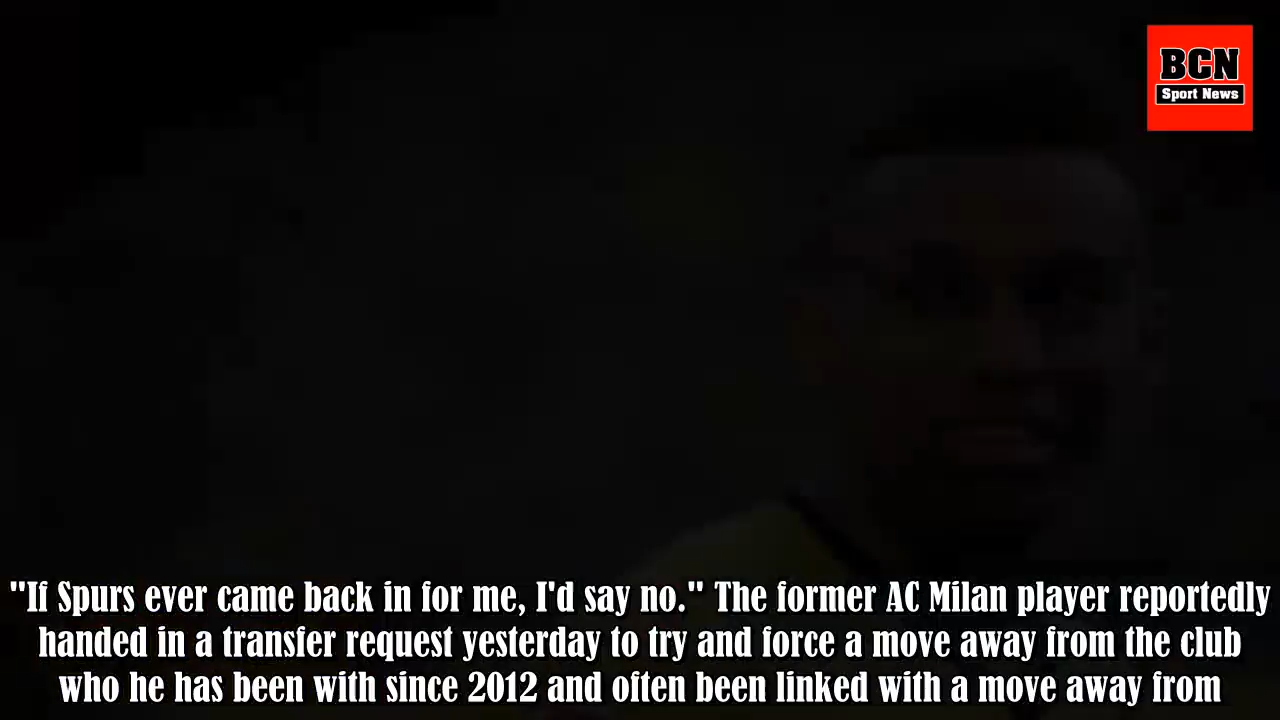 BCN
Sport News
"If Spurs ever came back in for me, I'd say no." The former AC Milan player reportedly
handed in a transfer request yesterday to try and force a move away from the club
who he has been with since 2012 and often been linked with a move away from